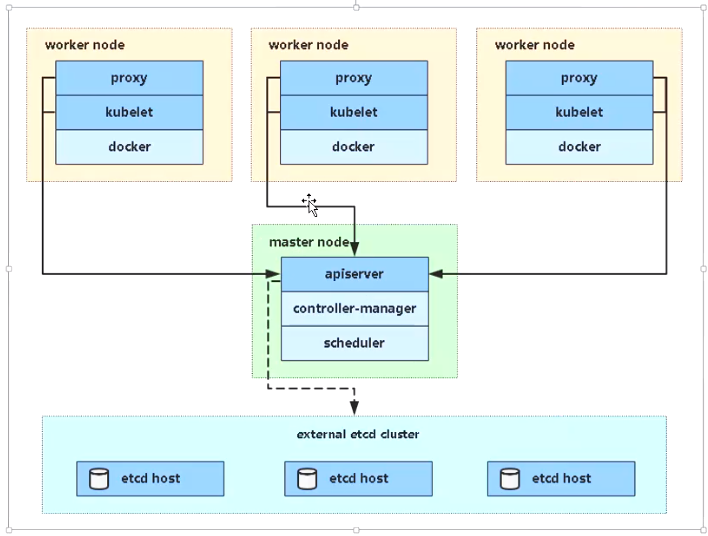 worker node
proxy
kubelet
docker
worker node
proxy
kubelet
docker
worker node
proxy
kubelet
docker
master node
apiserver
controller-manager
scheduler
external etcd cluster
etcd host
etcd host
etcd host